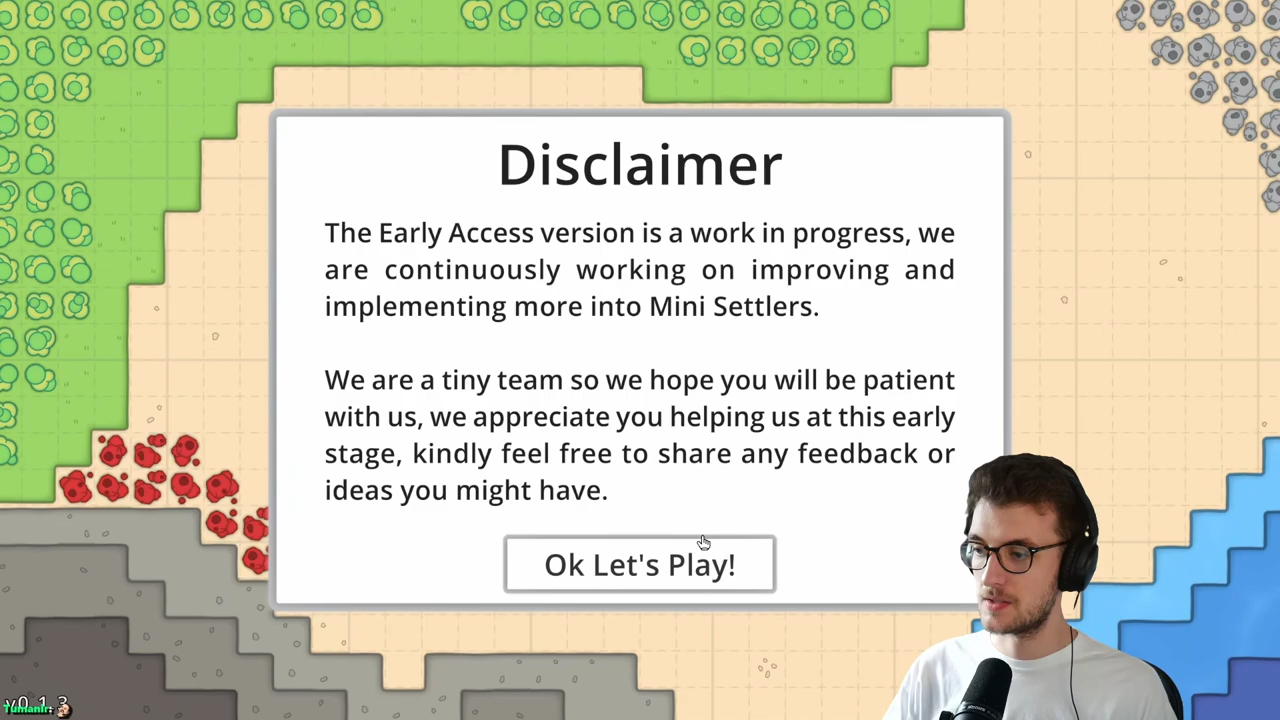 Disclaimer
The Early Access version is a work in progress, we
are continuously working on improving and
implementing more into Mini Settlers.
We are a tiny team so we hope you will be patient
with us, we appreciate you helping us at this early
stage, kindly feel free to share any feedback or
ideas you might have.
Ok Let's Play!
v0.1.3